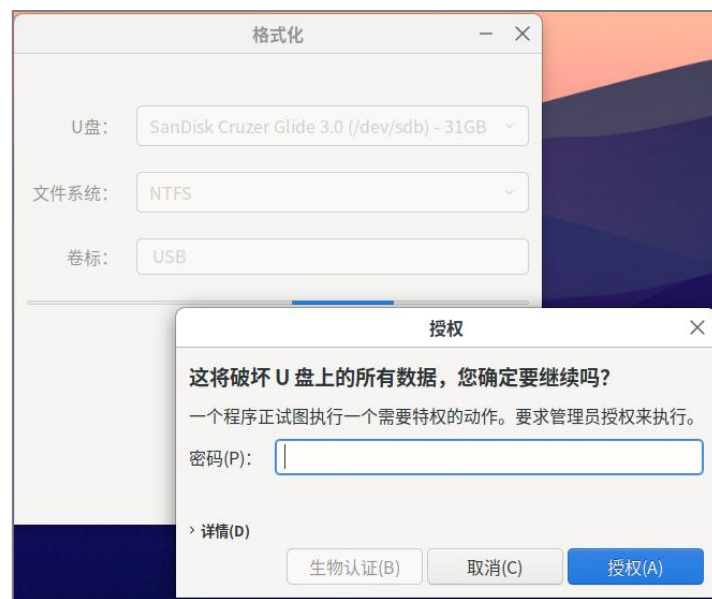 格式化
U盘： SanDisk Cruzer Glide 3.0 (/dev/sdb) - 31GB
文件系统： NTFS
卷标： USB
授权
这将破坏 U 盘上的所有数据，您确定要继续吗？
一个程序正试图执行一个需要特权的动作。要求管理员授权来执行。
密码(P)：
详情(D)
生物认证(B) 取消(C) 授权(A)